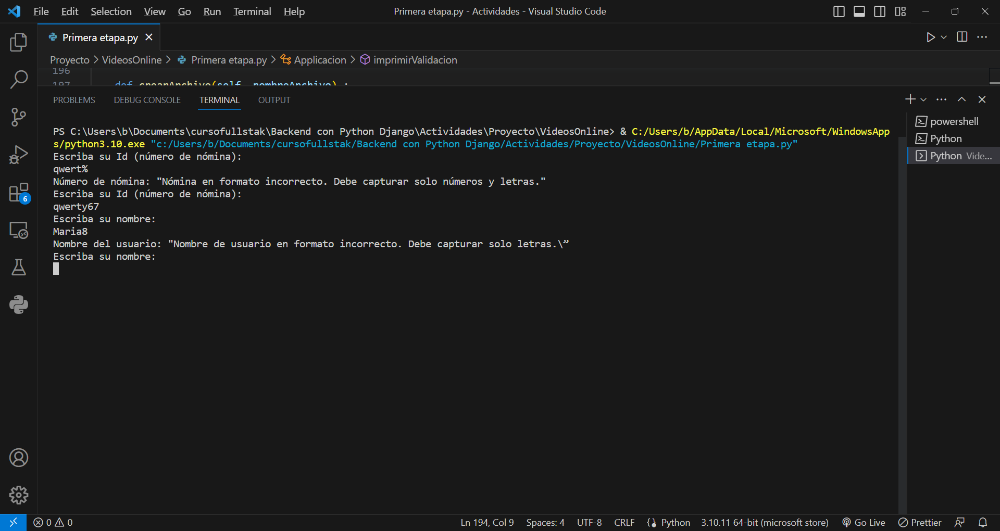 File Edit Selection View Go Run Terminal Help
Primera etapa.py - Actividades - Visual Studio Code
Primera etapa.py
Proyecto > VideosOnline > Primera etapa.py > Applicacion > imprimirValidacion
196
197 def crearArchivo(self, nombreArchivo) :
PROBLEMS DEBUG CONSOLE TERMINAL OUTPUT
PS C:\Users\b\Documents\cursofullstak\Backend con Python Django\Actividades\Proyecto\VideosOnline> & C:/Users/b/AppData/Local/Microsoft/WindowsApp
s/python3.10.exe "c:/Users/b/Documents/cursofullstak/Backend con Python Django/Actividades/Proyecto/VideosOnline/Primera etapa.py"
Escriba su Id (número de nómina):
qwert%
Número de nómina: "Nómina en formato incorrecto. Debe capturar solo números y letras."
Escriba su Id (número de nómina):
qwerty67
Escriba su nombre:
Maria8
Nombre del usuario: "Nombre de usuario en formato incorrecto. Debe capturar solo letras.\”
Escriba su nombre:
powershell
Python
Python Vide...
6
0 0
Ln 194, Col 9 Spaces: 4 UTF-8 CRLF Python 3.10.11 64-bit (microsoft store) Go Live Prettier